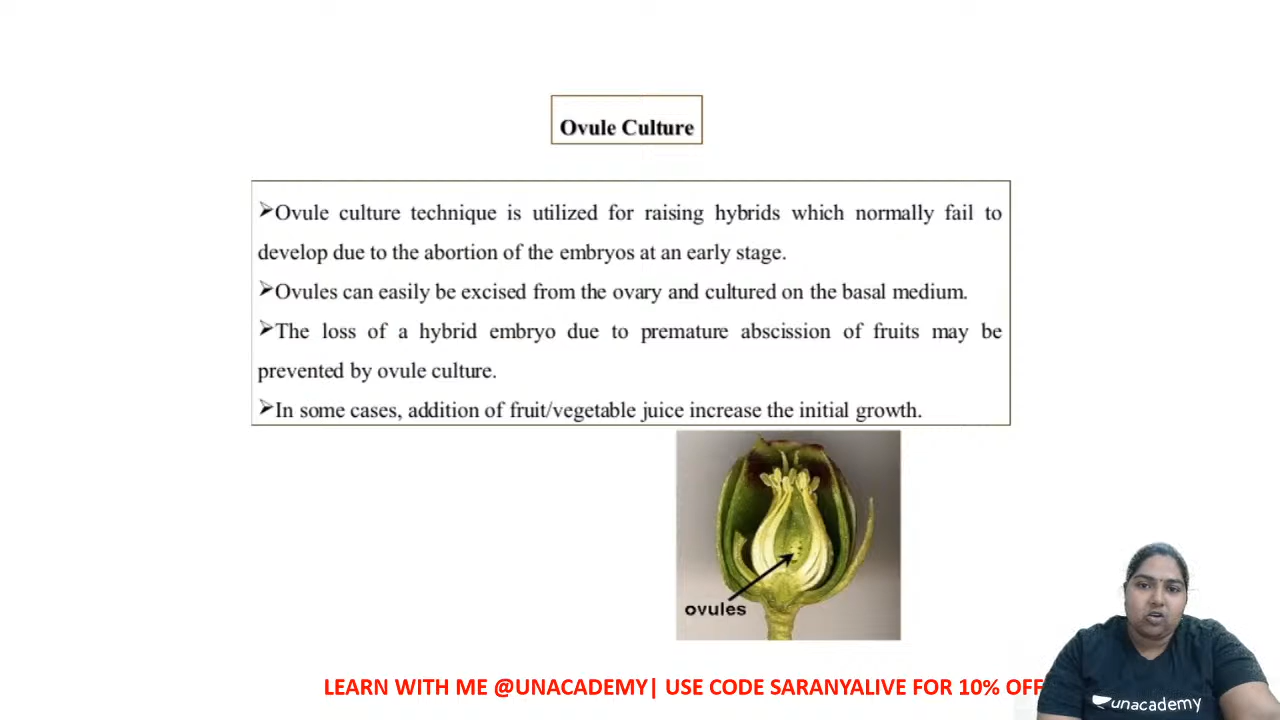 Ovule Culture
➢Ovule culture technique is utilized for raising hybrids which normally fail to
develop due to the abortion of the embryos at an early stage.
➢Ovules can easily be excised from the ovary and cultured on the basal medium.
➢The loss of a hybrid embryo due to premature abscission of fruits may be
prevented by ovule culture.
➢In some cases, addition of fruit/vegetable juice increase the initial growth.
ovules
unacademy
LEARN WITH ME @UNACADEMY| USE CODE SARANYALIVE FOR 10% OFF